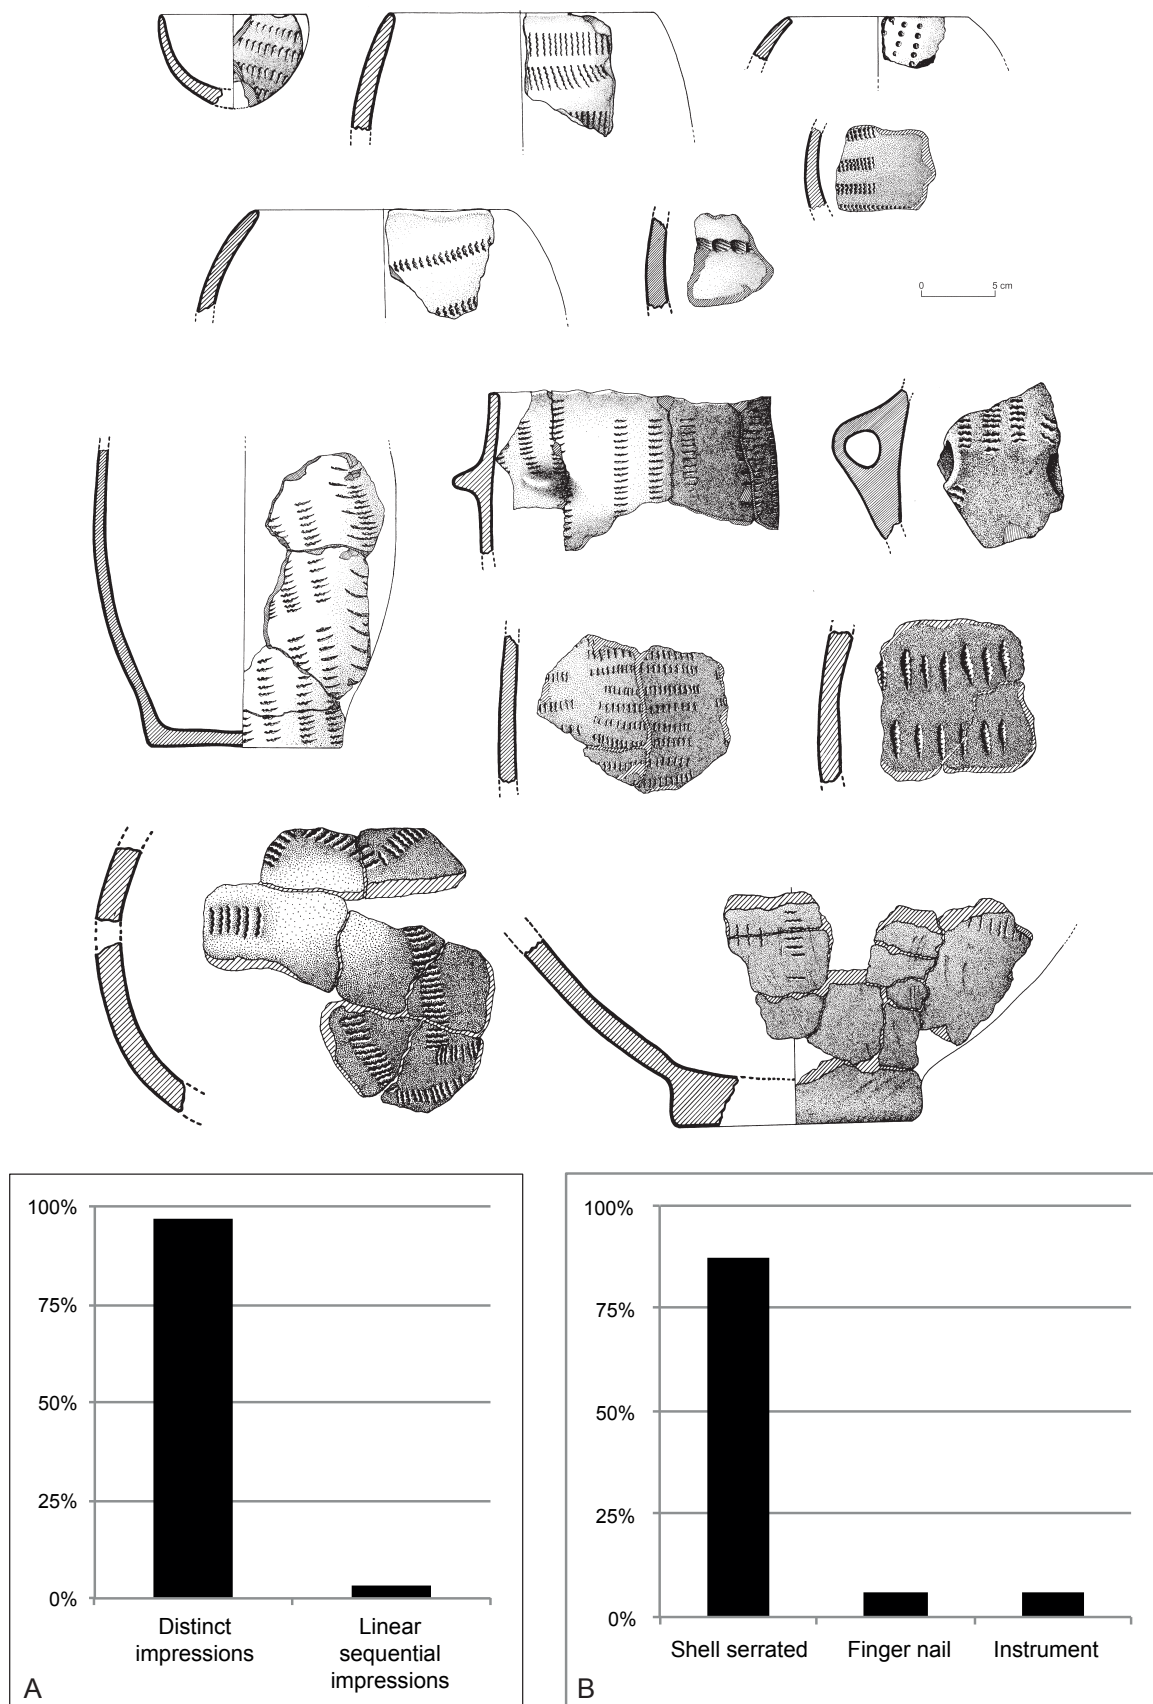 0 5 cm
100%
75%
50%
25%
0%
Distinct
impressions
Linear
sequential
impressions
A
100%
75%
50%
25%
0%
Shell serrated
Finger nail
Instrument
B